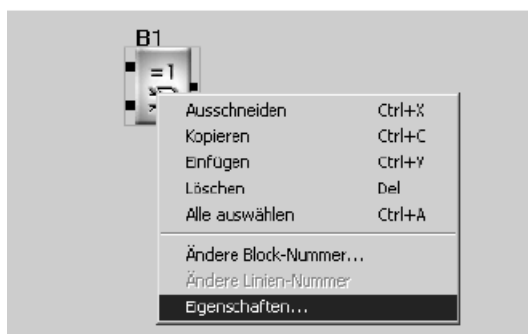 B1
=1
Ausschneiden Ctrl+X
Kopieren Ctrl+C
Einfügen Ctrl+V
Löschen Del
Alle auswählen Ctrl+A
Ändere Block-Nummer...
Ändere Linien-Nummer
Eigenschaften...